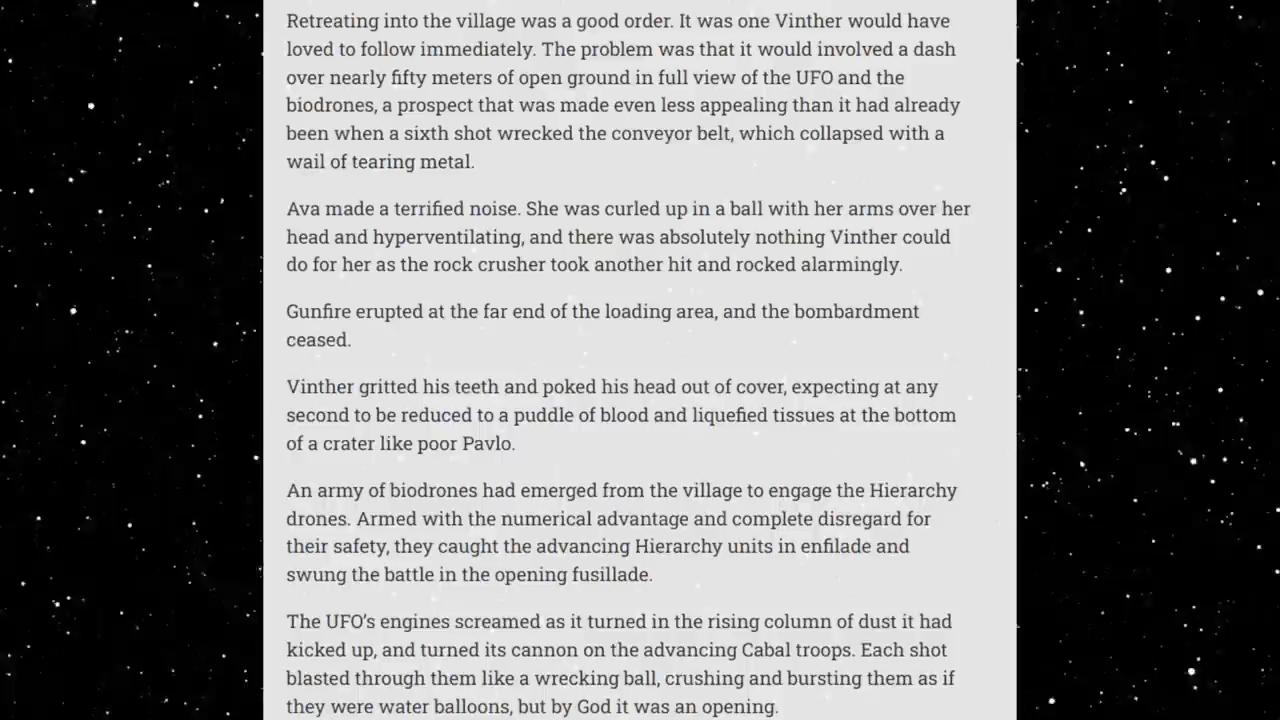 Retreating into the village was a good order. It was one Vinther would have
loved to follow immediately. The problem was that it would involved a dash
over nearly fifty meters of open ground in full view of the UFO and the
biodrones, a prospect that was made even less appealing than it had already
been when a sixth shot wrecked the conveyor belt, which collapsed with a
wail of tearing metal.
Ava made a terrified noise. She was curled up in a ball with her arms over her
head and hyperventilating, and there was absolutely nothing Vinther could
do for her as the rock crusher took another hit and rocked alarmingly.
Gunfire erupted at the far end of the loading area, and the bombardment
ceased.
Vinther gritted his teeth and poked his head out of cover, expecting at any
second to be reduced to a puddle of blood and liquefied tissues at the bottom
of a crater like poor Pavlo.
An army of biodrones had emerged from the village to engage the Hierarchy
drones. Armed with the numerical advantage and complete disregard for
their safety, they caught the advancing Hierarchy units in enfilade and
swung the battle in the opening fusillade.
The UFO’s engines screamed as it turned in the rising column of dust it had
kicked up, and turned its cannon on the advancing Cabal troops. Each shot
blasted through them like a wrecking ball, crushing and bursting them as if
they were water balloons, but by God it was an opening.